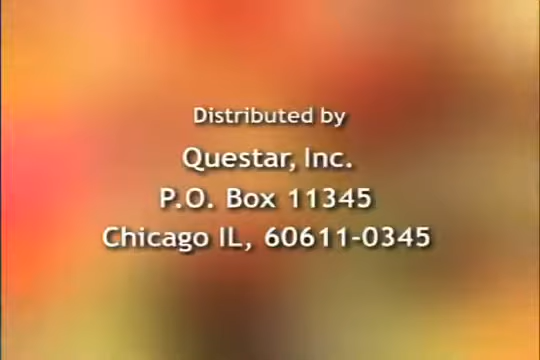 Distributed by
Questar, Inc.
P.O. Box 11345
Chicago IL, 60611-0345